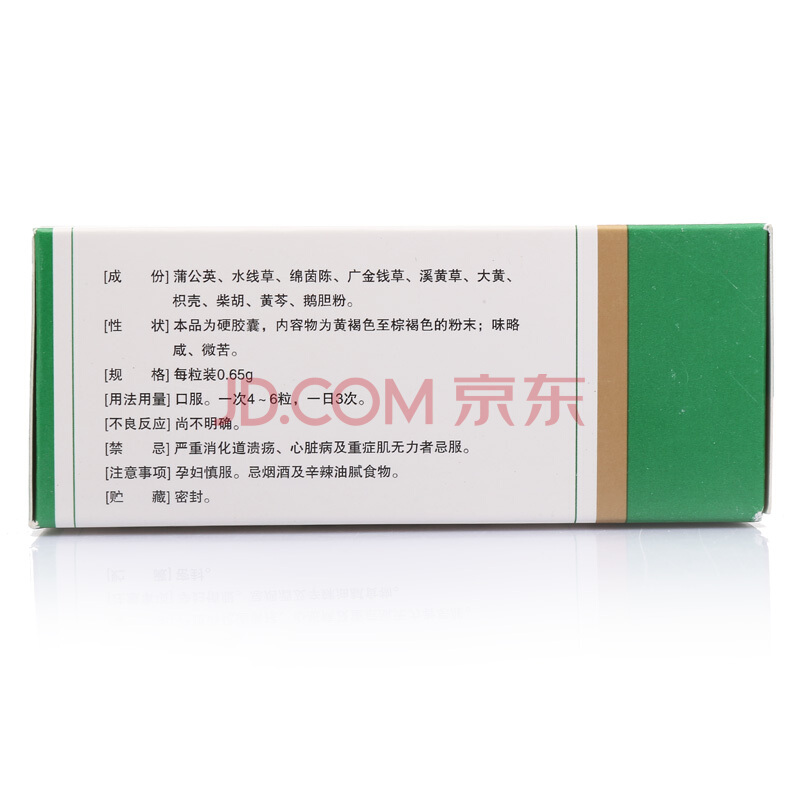 [成　份] 蒲公英、水线草、绵茵陈、广金钱草、溪黄草、大黄、
枳壳、柴胡、黄芩、鹅胆粉。
[性　状] 本品为硬胶囊，内容物为黄褐色至棕褐色的粉末；味略
咸、微苦。
[规　格] 每粒装0.65g
[用法用量] 口服。一次4～6粒，一日3次。
JD.COM 京东
[不良反应] 尚不明确。
[禁　忌] 严重消化道溃疡、心脏病及重症肌无力者忌服。
[注意事项] 孕妇慎服。忌烟酒及辛辣油腻食物。
[贮　藏] 密封。